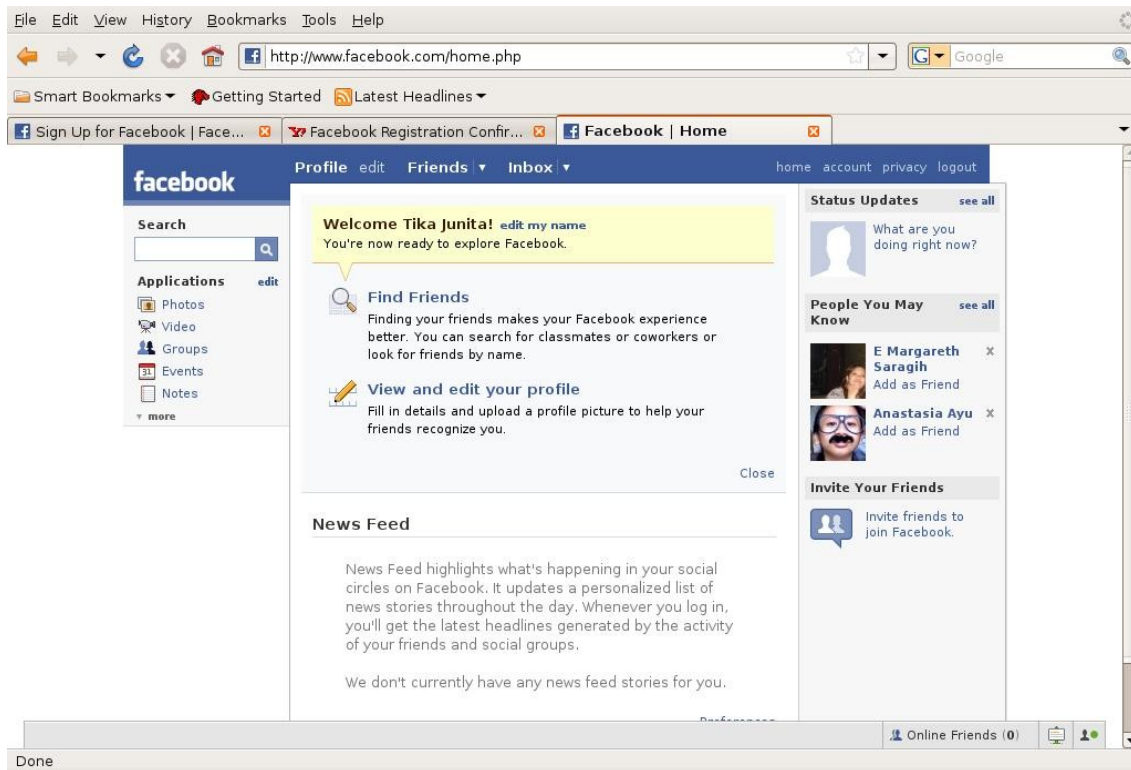 File Edit View History Bookmarks Tools Help
http://www.facebook.com/home.php
G Google
Smart Bookmarks Getting Started Latest Headlines
Sign Up for Facebook | Face... Facebook Registration Confir... Facebook | Home
facebook
Profile edit Friends Inbox
home account privacy logout
Search
Applications edit
Photos
Video
Groups
31 Events
Notes
more
Welcome Tika Junita! edit my name
You're now ready to explore Facebook.
Find Friends
Finding your friends makes your Facebook experience
better. You can search for classmates or coworkers or
look for friends by name.
View and edit your profile
Fill in details and upload a profile picture to help your
friends recognize you.
Close
News Feed
News Feed highlights what's happening in your social
circles on Facebook. It updates a personalized list of
news stories throughout the day. Whenever you log in,
you'll get the latest headlines generated by the activity
of your friends and social groups.
We don't currently have any news feed stories for you.
Preferences
Status Updates see all
What are you
doing right now?
People You May see all
Know
E Margareth x
Saragih
Add as Friend
Anastasia Ayu x
Add as Friend
Invite Your Friends
Invite friends to
join Facebook.
Online Friends (0)
Done